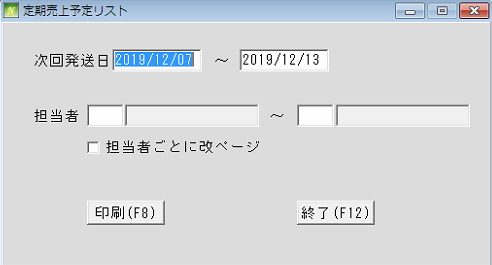 定期売上予定リスト
次回発送日 2019/12/07 ～ 2019/12/13
担当者 ～
担当者ごとに改ページ
印刷(F8) 終了(F12)